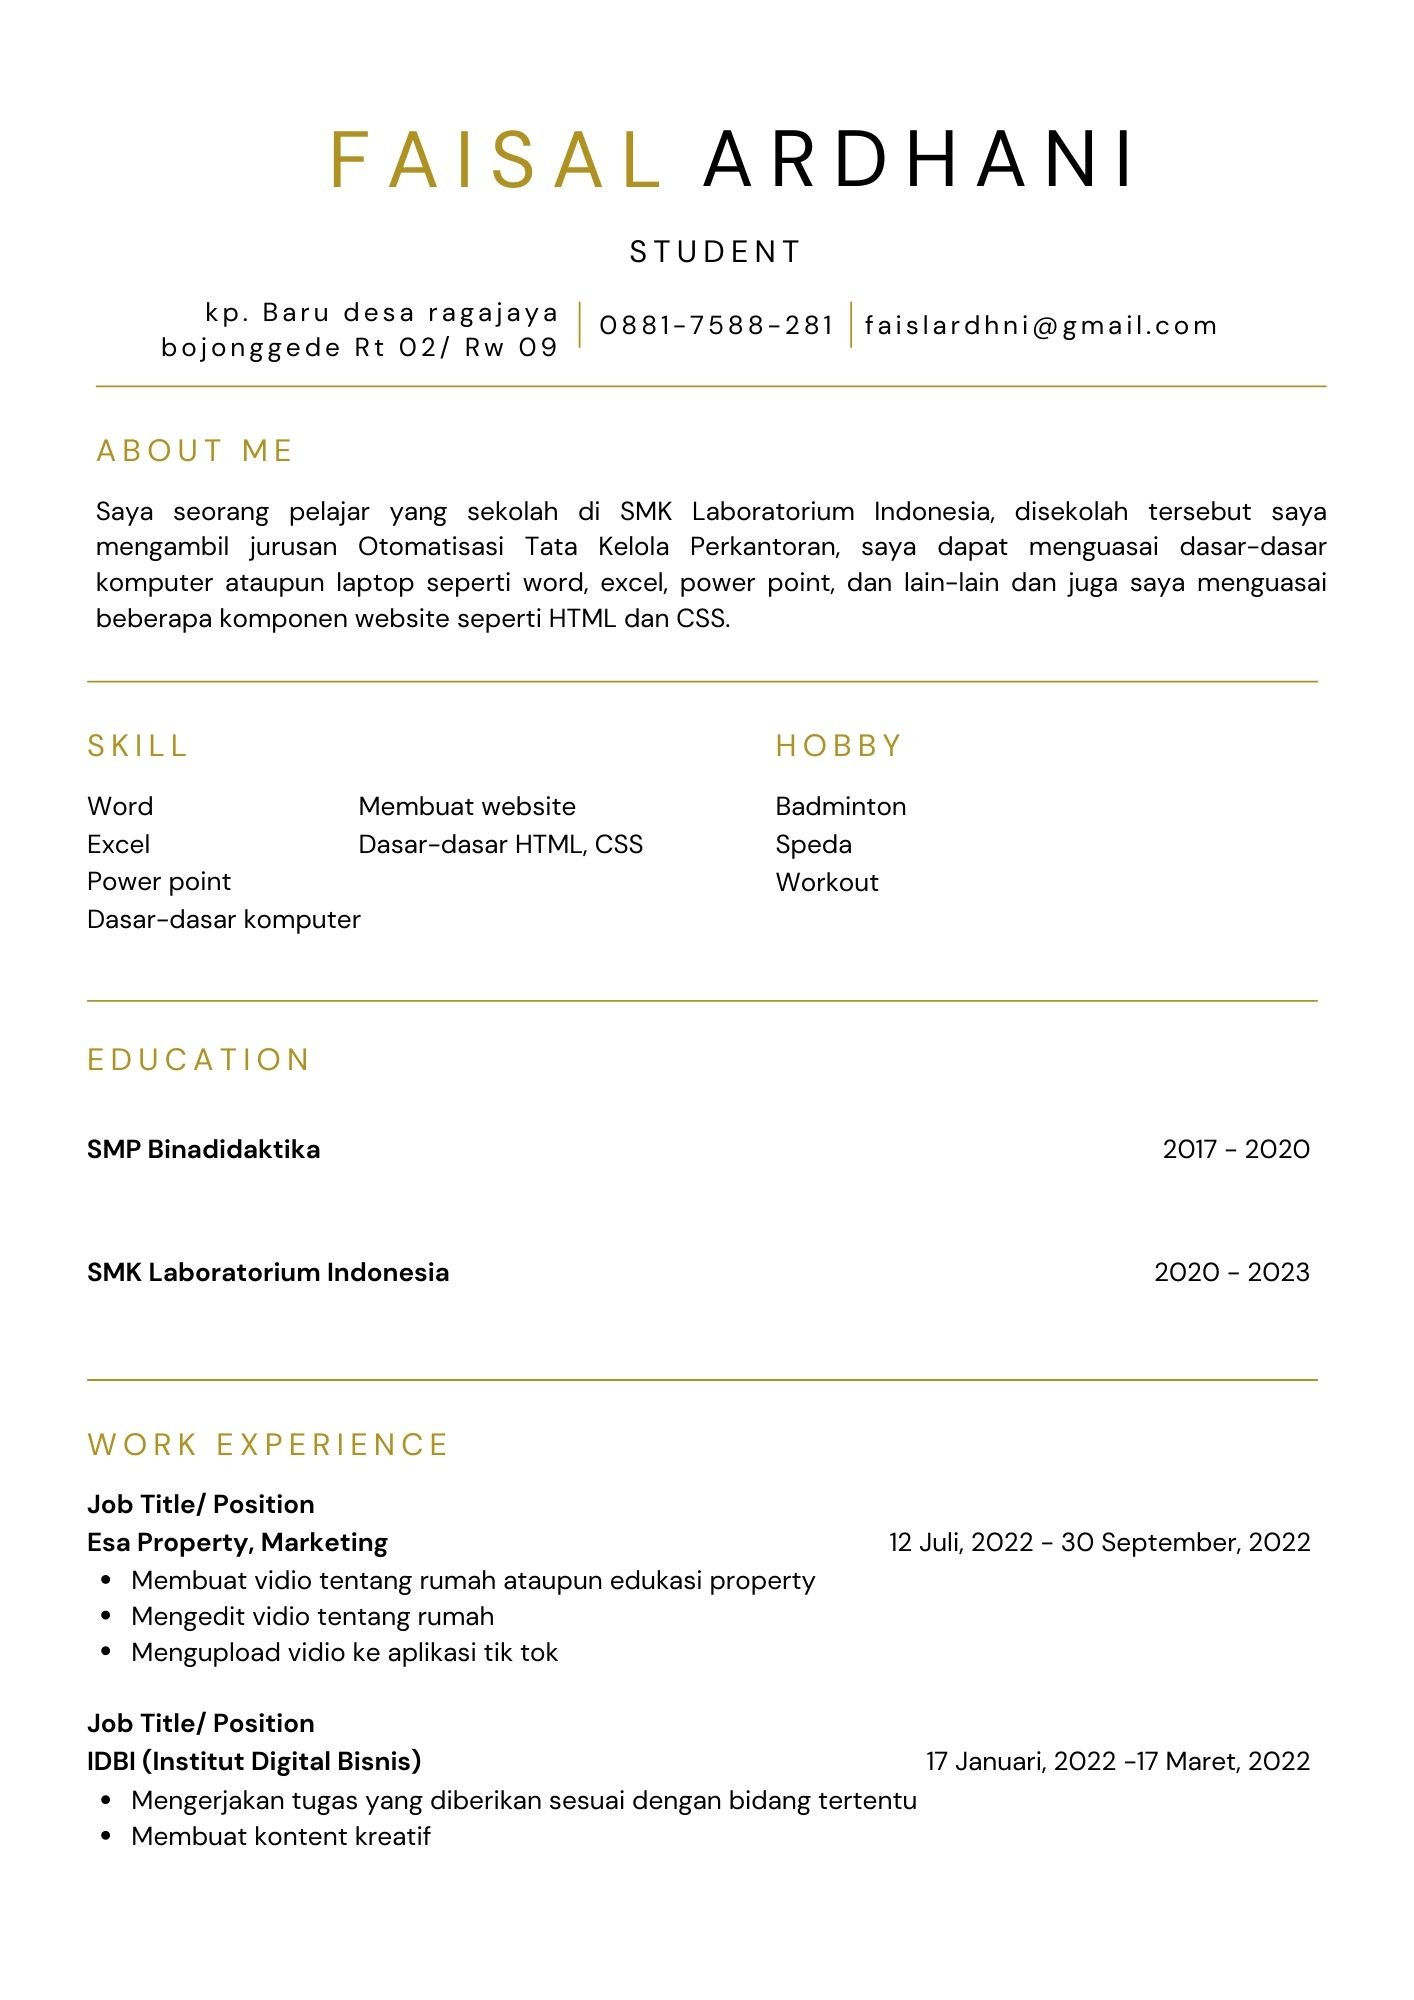 FAISAL ARDHANI
STUDENT
kp. Baru desa ragajaya
bojonggede Rt 02/ Rw 09
0881-7588-281
faislardhni@gmail.com
ABOUT ME
Saya seorang pelajar yang sekolah di SMK Laboratorium Indonesia, disekolah tersebut saya
mengambil jurusan Otomatisasi Tata Kelola Perkantoran, saya dapat menguasai dasar-dasar
komputer ataupun laptop seperti word, excel, power point, dan lain-lain dan juga saya menguasai
beberapa komponen website seperti HTML dan CSS.
SKILL
Word
Excel
Power point
Dasar-dasar komputer
Membuat website
Dasar-dasar HTML, CSS
HOBBY
Badminton
Speda
Workout
EDUCATION
SMP Binadidaktika 2017 - 2020
SMK Laboratorium Indonesia 2020 - 2023
WORK EXPERIENCE
Job Title/ Position
Esa Property, Marketing 12 Juli, 2022 - 30 September, 2022
• Membuat vidio tentang rumah ataupun edukasi property
• Mengedit vidio tentang rumah
• Mengupload vidio ke aplikasi tik tok
Job Title/ Position
IDBI (Institut Digital Bisnis) 17 Januari, 2022 -17 Maret, 2022
• Mengerjakan tugas yang diberikan sesuai dengan bidang tertentu
• Membuat kontent kreatif